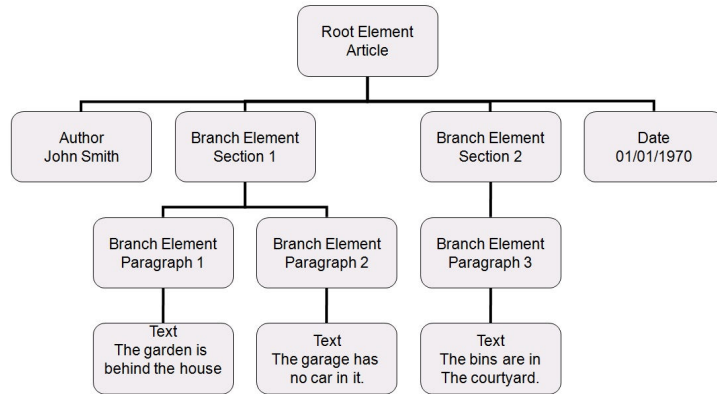 Root Element
Article
Author
John Smith
Branch Element
Section 1
Branch Element
Section 2
Date
01/01/1970
Branch Element
Paragraph 1
Branch Element
Paragraph 2
Branch Element
Paragraph 3
Text
The garden is
behind the house
Text
The garage has
no car in it.
Text
The bins are in
The courtyard.